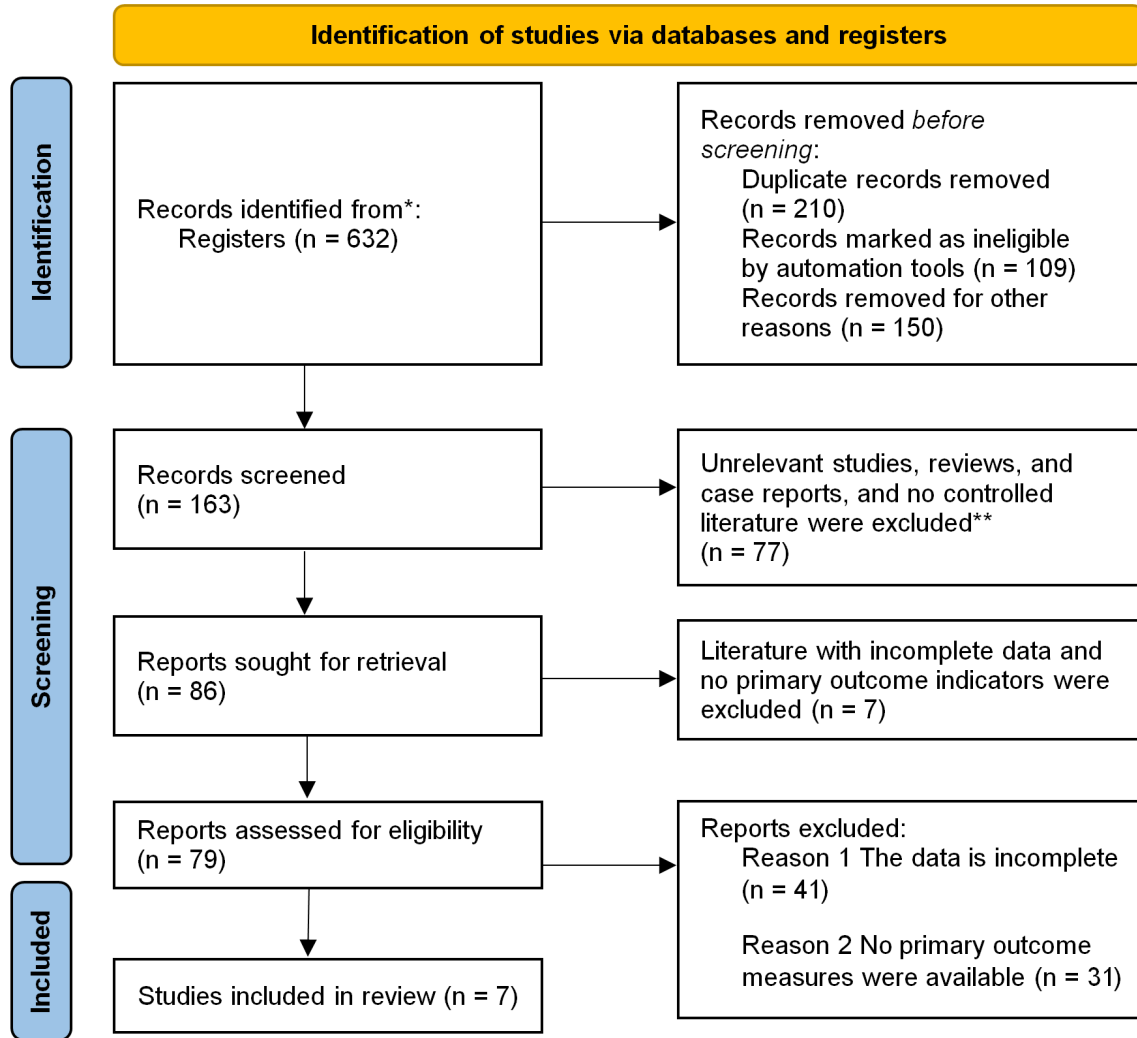 Identification of studies via databases and registers
Identification
Records identified from*:
Registers (n = 632)
Records removed before
screening:
Duplicate records removed
(n = 210)
Records marked as ineligible
by automation tools (n = 109)
Records removed for other
reasons (n = 150)
Screening
Records screened
(n = 163)
Unrelevant studies, reviews, and
case reports, and no controlled
literature were excluded**
(n = 77)
Reports sought for retrieval
(n = 86)
Literature with incomplete data and
no primary outcome indicators were
excluded (n = 7)
Reports assessed for eligibility
(n = 79)
Reports excluded:
Reason 1 The data is incomplete
(n = 41)
Reason 2 No primary outcome
measures were available (n = 31)
Included
Studies included in review (n = 7)